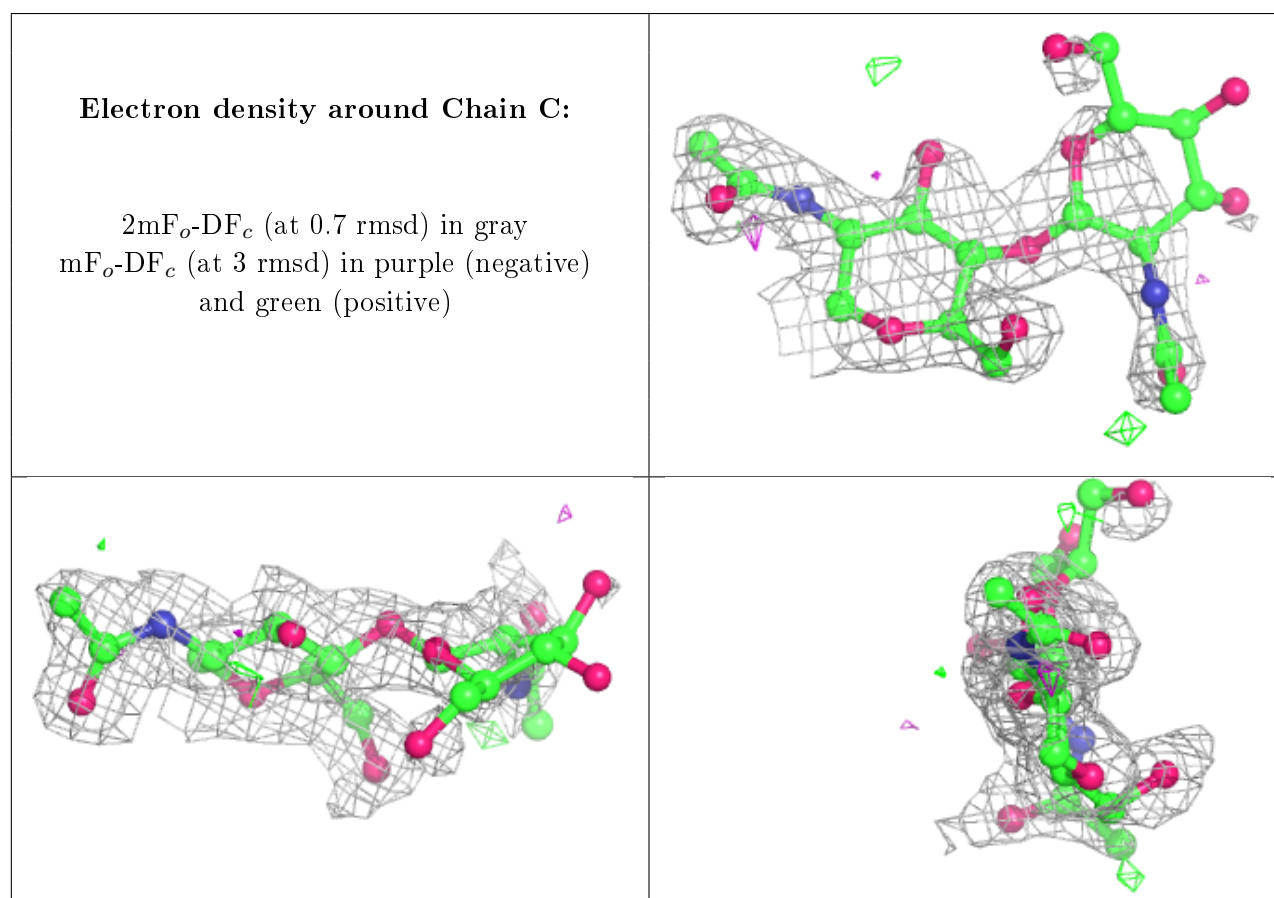 Electron density around Chain C:
2mFₒ-DF𝒸 (at 0.7 rmsd) in gray
mFₒ-DF𝒸 (at 3 rmsd) in purple (negative)
and green (positive)